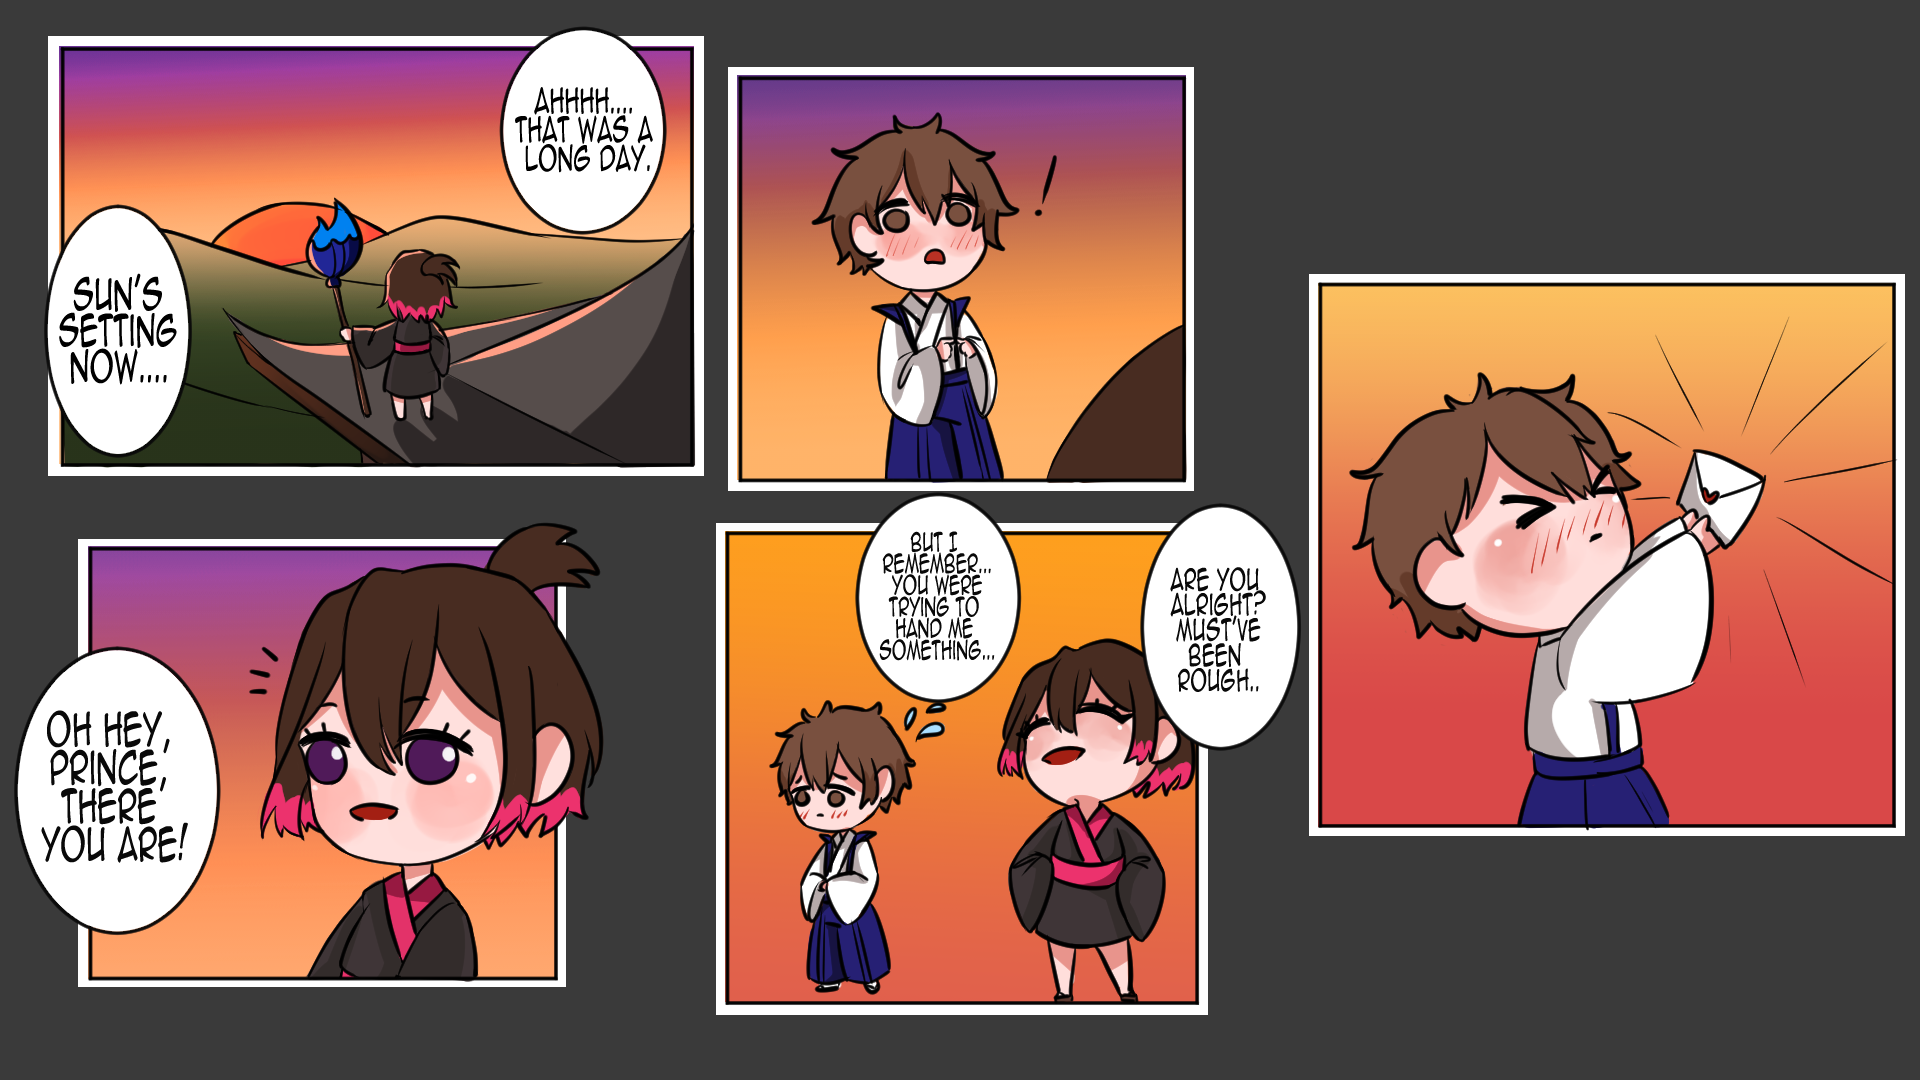 AHHHH....
THAT WAS A
LONG DAY.
SUN'S
SETTING
NOW....
!
OH HEY,
PRINCE,
THERE
YOU ARE!
BUT I
REMEMBER...
YOU WERE
TRYING TO
HAND ME
SOMETHING...
ARE YOU
ALRIGHT?
MUST'VE
BEEN
ROUGH..